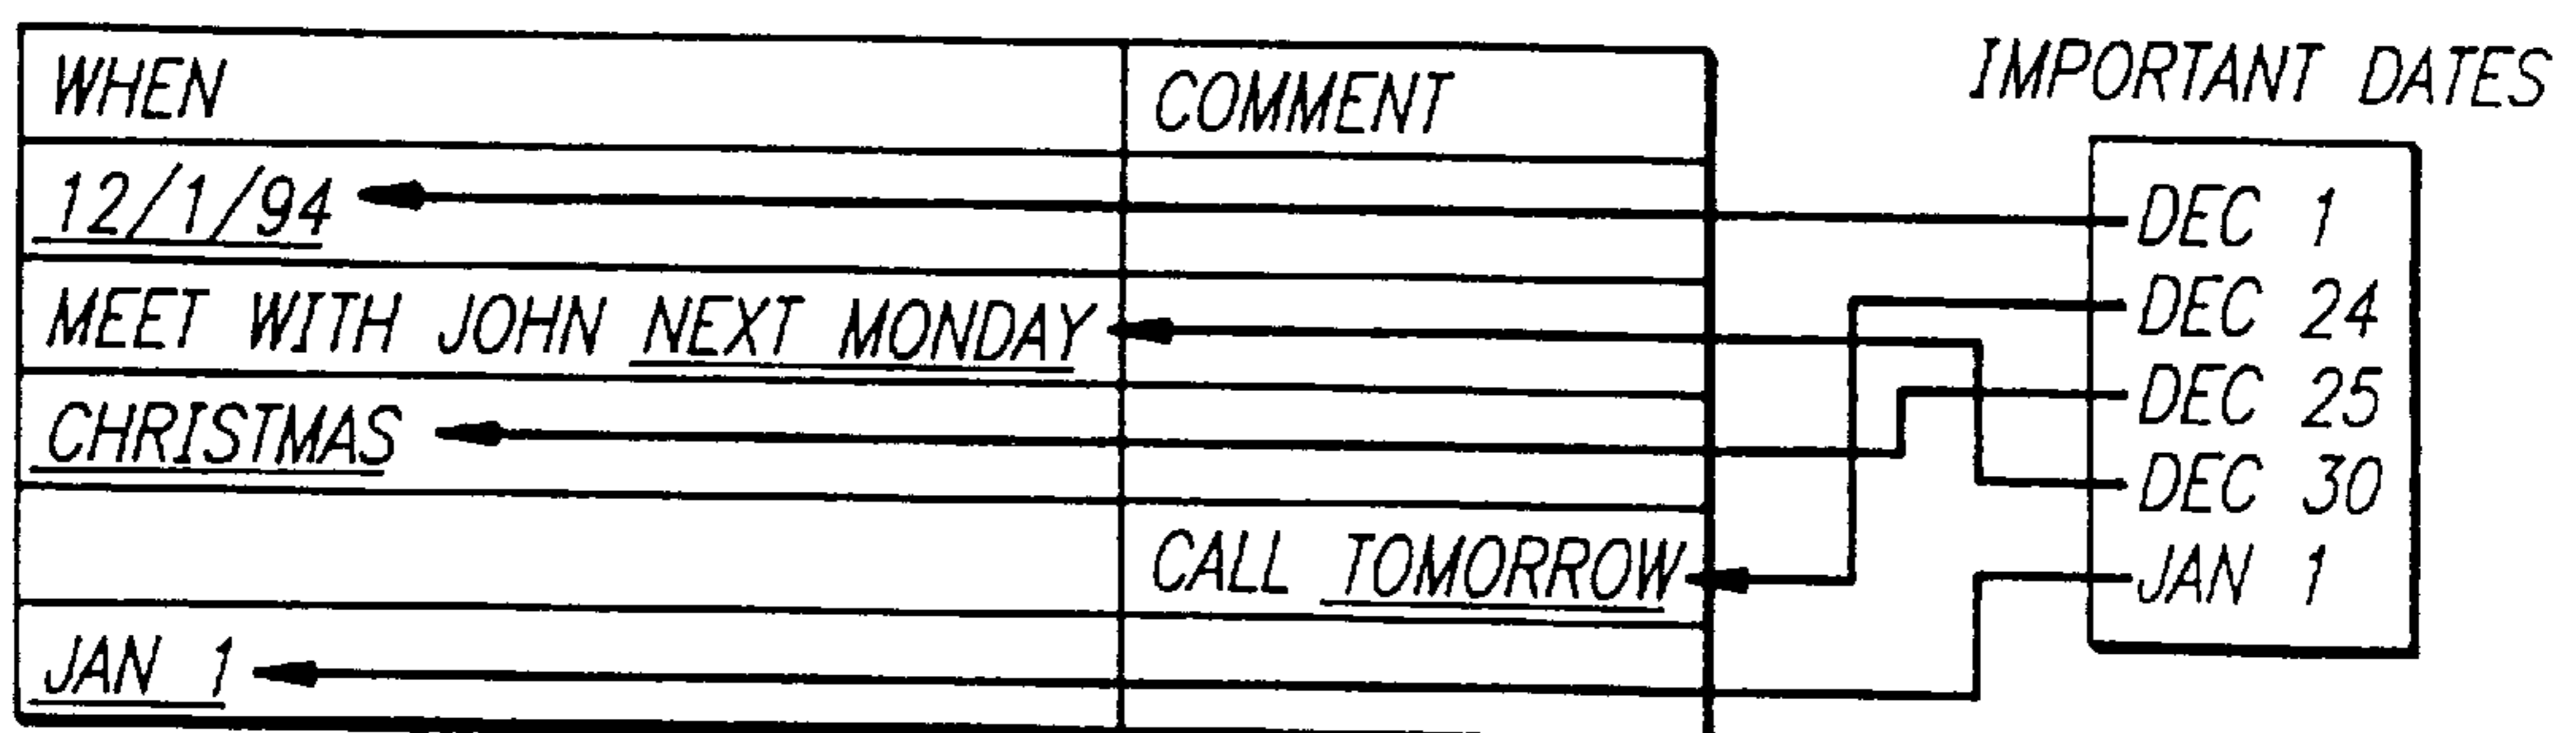 WHEN COMMENT
12/1/94
MEET WITH JOHN NEXT MONDAY
CHRISTMAS
CALL TOMORROW
JAN 1
IMPORTANT DATES
DEC 1
DEC 24
DEC 25
DEC 30
JAN 1